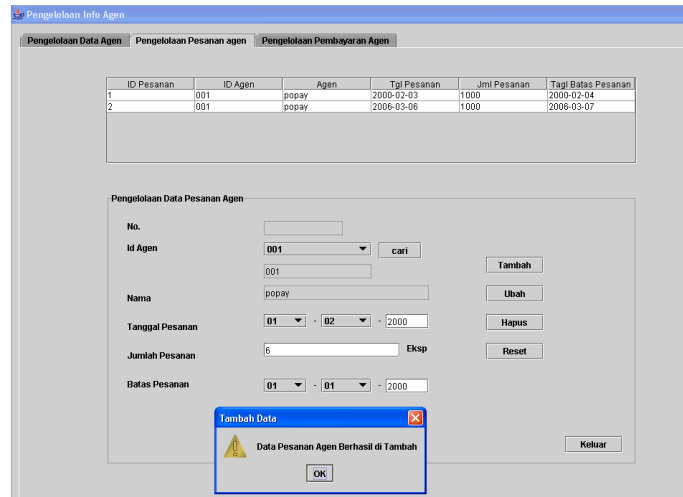 Pengelolaan Info Agen
Pengelolaan Data Agen Pengelolaan Pesanan agen Pengelolaan Pembayaran Agen
ID Pesanan ID Agen Agen Tgl Pesanan Jml Pesanan Tagl Batas Pesanan
1 001 popay 2000-02-03 1000 2000-02-04
2 001 popay 2006-03-06 1000 2006-03-07
Pengelolaan Data Pesanan Agen
No.
Id Agen 001 cari
001 Tambah
Nama popay Ubah
Tanggal Pesanan 01 - 02 - 2000 Hapus
Jumlah Pesanan 6 Eksp Reset
Batas Pesanan 01 - 01 - 2000
Tambah Data
Data Pesanan Agen Berhasil di Tambah
OK
Keluar